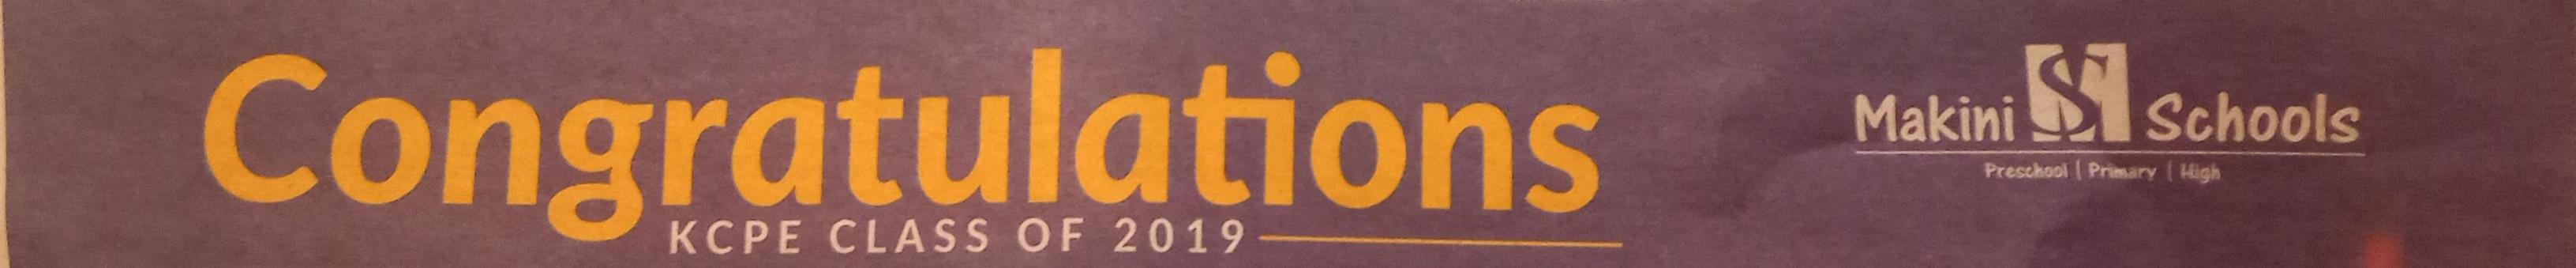 Congratulations
KCPE CLASS OF 2019
Makini Schools
Preschool | Primary | High